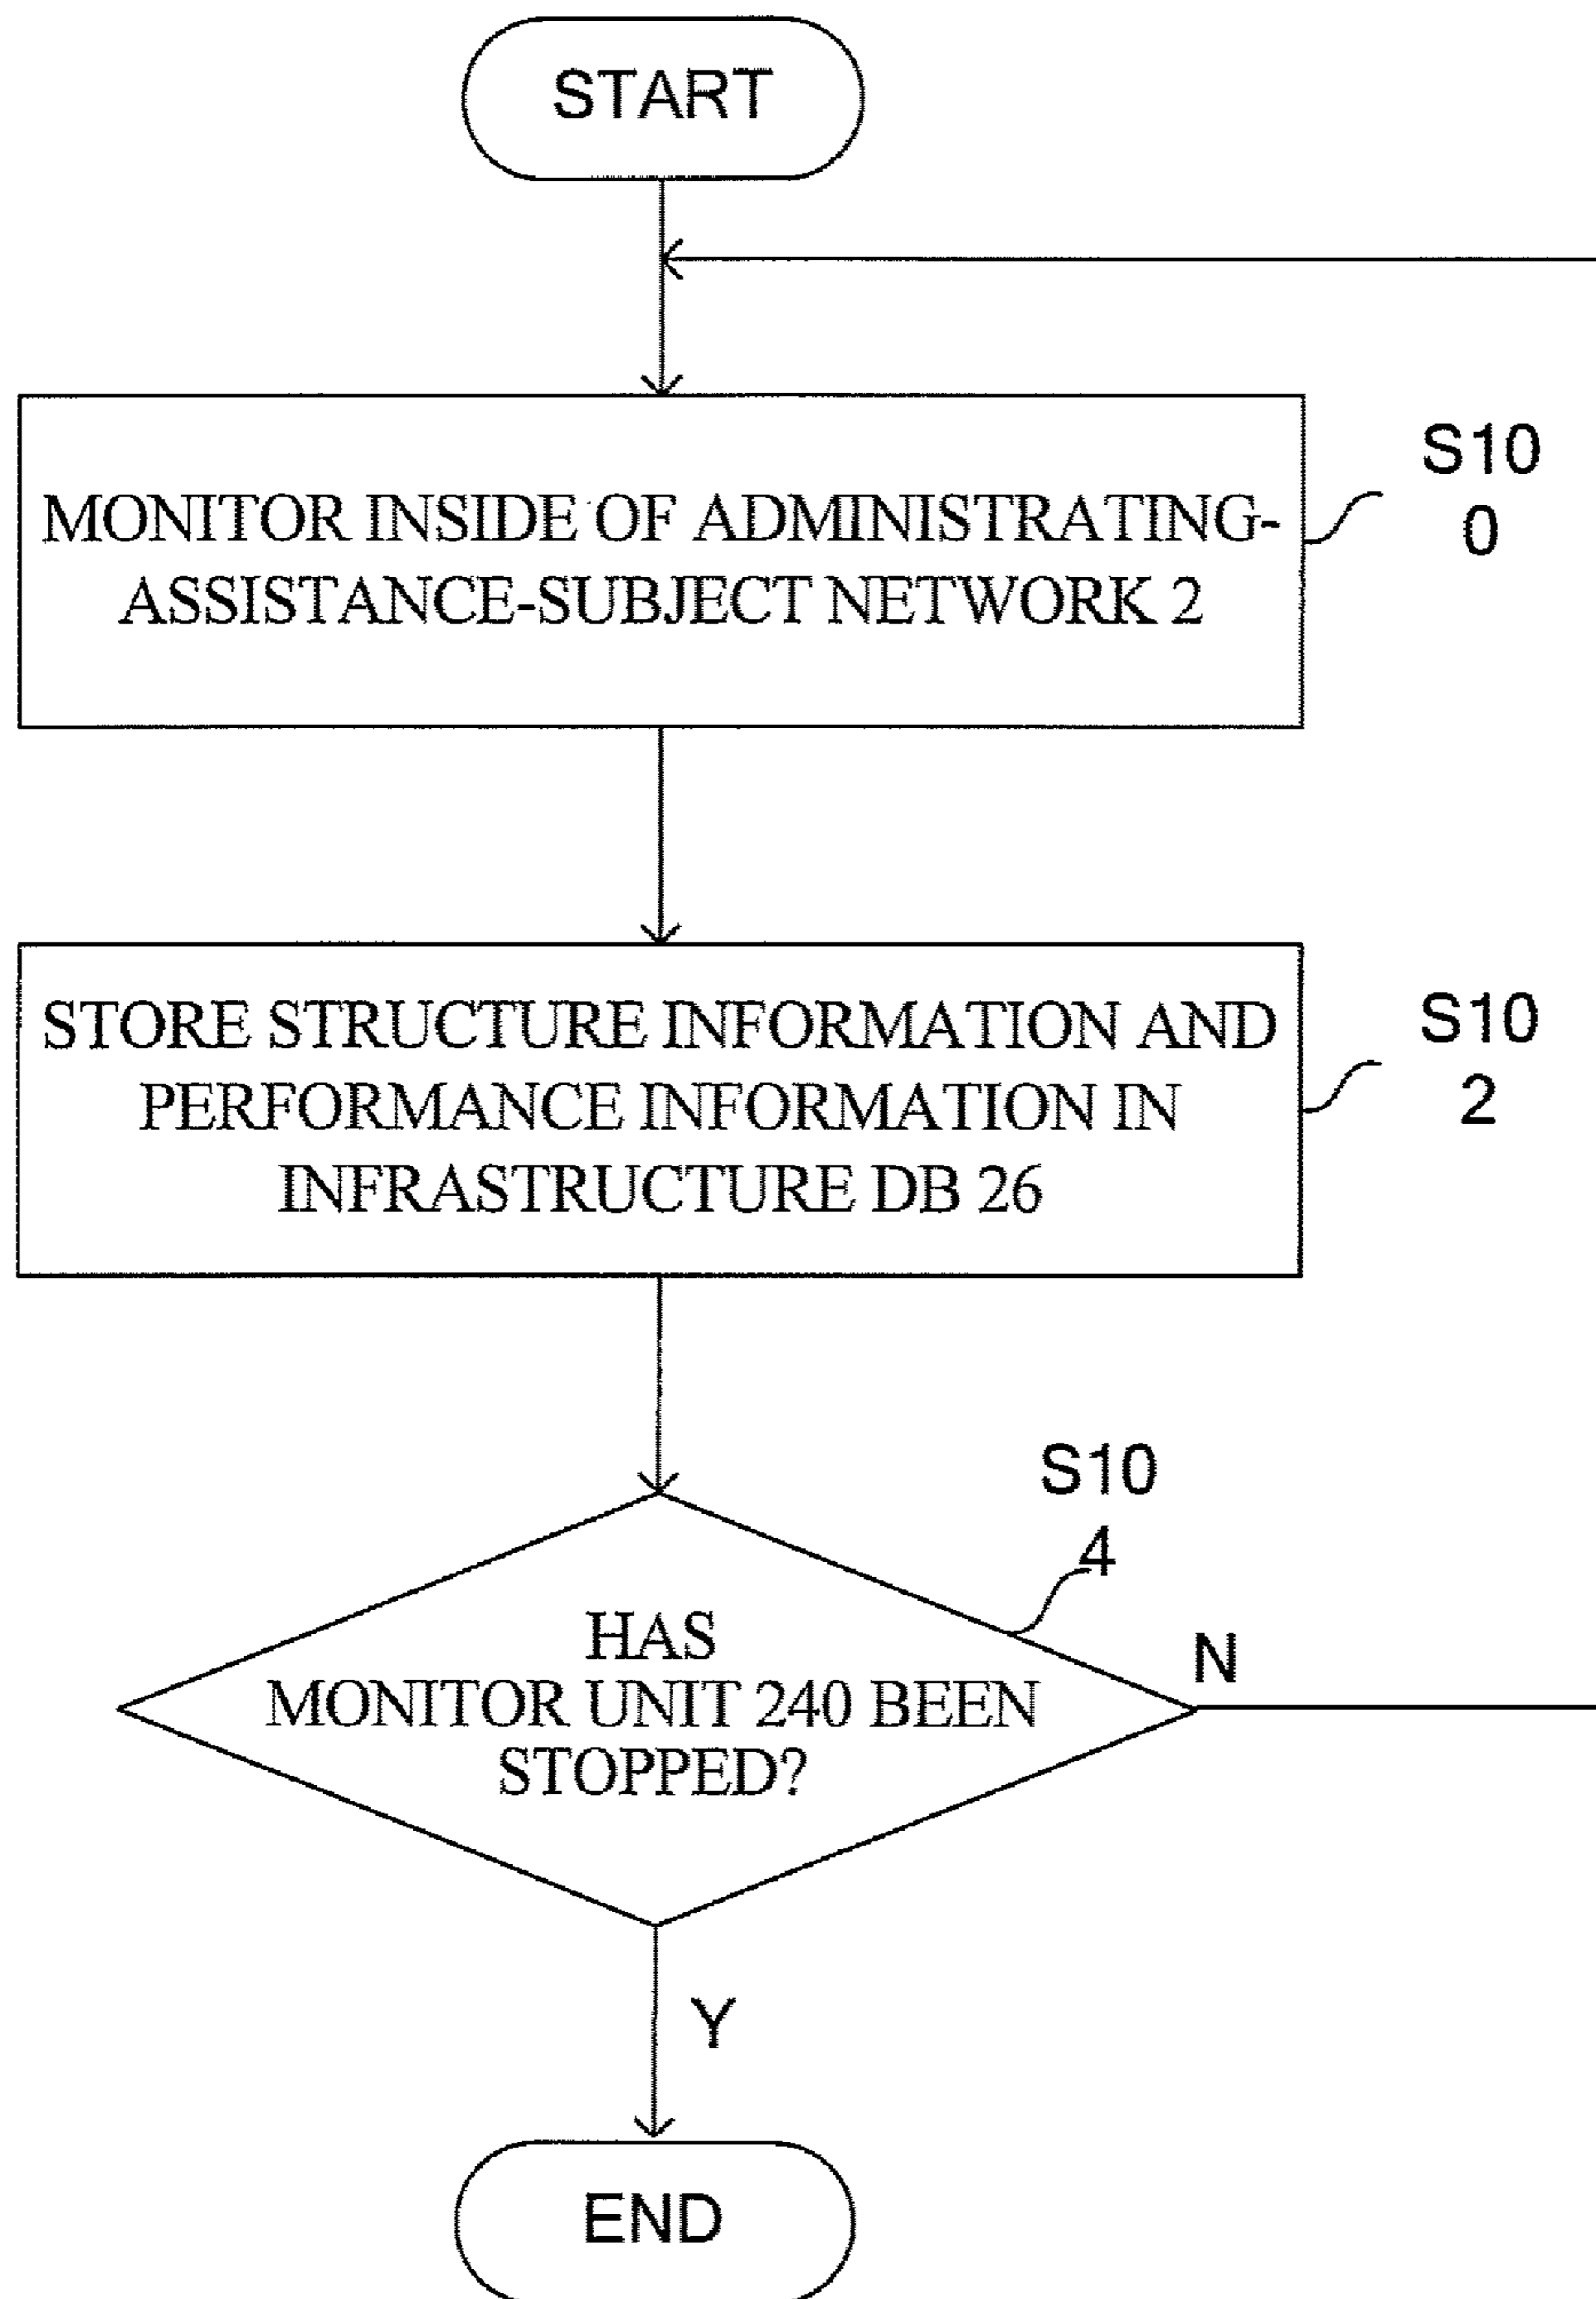 START
MONITOR INSIDE OF ADMINISTRATING-
ASSISTANCE-SUBJECT NETWORK 2
S10
0
STORE STRUCTURE INFORMATION AND
PERFORMANCE INFORMATION IN
INFRASTRUCTURE DB 26
S10
2
S10
4
HAS
MONITOR UNIT 240 BEEN
STOPPED?
N
Y
END